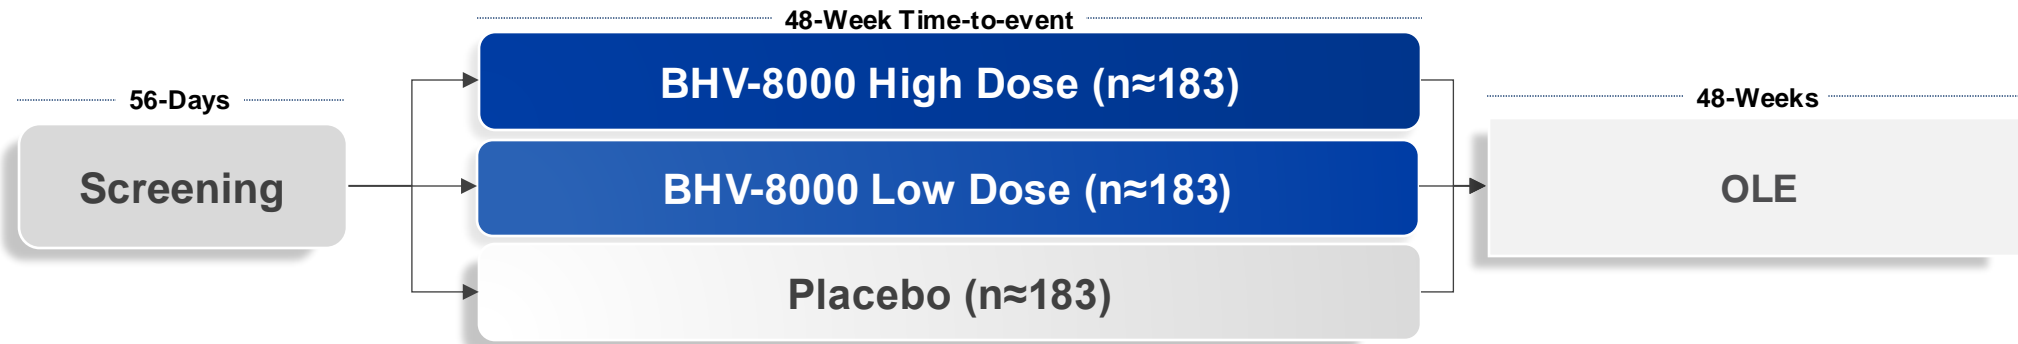 56-Days
Screening
48-Week Time-to-event
BHV-8000 High Dose (n≈183)
BHV-8000 Low Dose (n≈183)
Placebo (n≈183)
48-Weeks
OLE